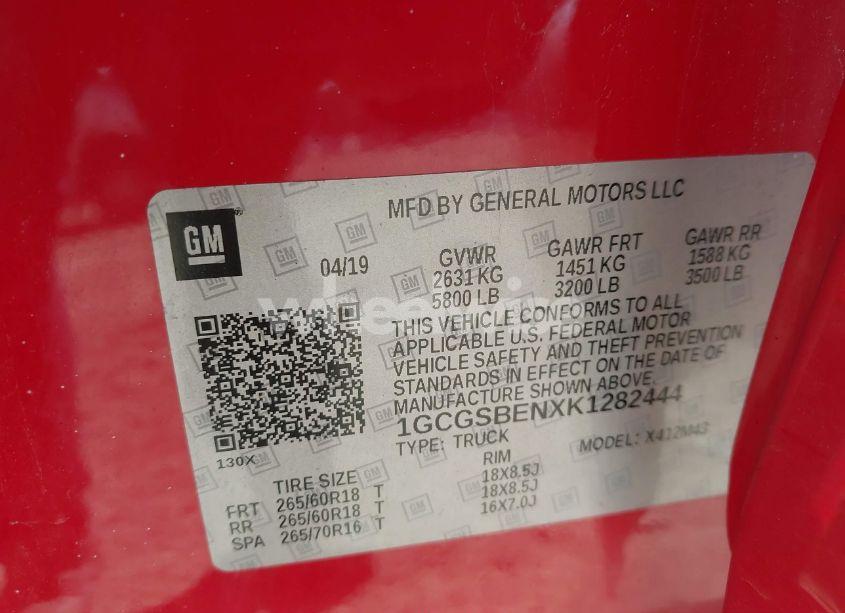 MFD BY GENERAL MOTORS LLC
GM
04/19
GVWR
2631 KG
5800 LB
GAWR FRT
1451 KG
3200 LB
GAWR RR
1588 KG
3500 LB
THIS VEHICLE CONFORMS TO ALL
APPLICABLE U.S. FEDERAL MOTOR
VEHICLE SAFETY AND THEFT PREVENTION
STANDARDS IN EFFECT ON THE DATE OF
MANUFACTURE SHOWN ABOVE.
1GCGSBENXK1282444
TYPE: TRUCK
MODEL: X412M43
130X
TIRE SIZE RIM
FRT 265/60R18 T 18X8.5J
RR 265/60R18 T 18X8.5J
SPA 265/70R16 T 16X7.0J